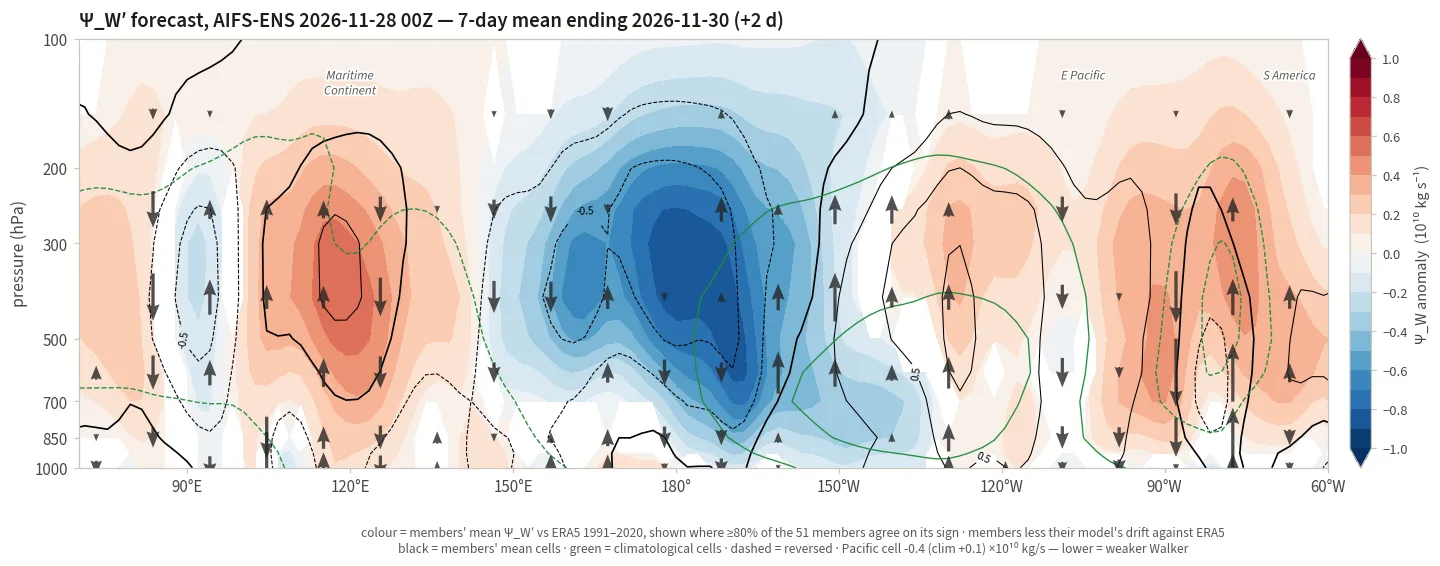 Ψ_W′ forecast, AIFS-ENS 2026-11-28 00Z — 7-day mean ending 2026-11-30 (+2 d)
100
200
300
400
500
700
850
1000
pressure (hPa)
Maritime
Continent
E Pacific
S America
-0.5
-0.5
0.5
0.5
90°E
120°E
150°E
180°
150°W
120°W
90°W
60°W
1.0
0.8
0.6
0.4
0.2
0.0
−0.2
−0.4
−0.6
−0.8
−1.0
Ψ_W anomaly (10¹⁰ kg s⁻¹)
colour = members' mean Ψ_W′ vs ERA5 1991–2020, shown where ≥80% of the 51 members agree on its sign · members less their model's drift against ERA5
black = members' mean cells · green = climatological cells · dashed = reversed · Pacific cell -0.4 (clim +0.1) ×10¹⁰ kg/s — lower = weaker Walker